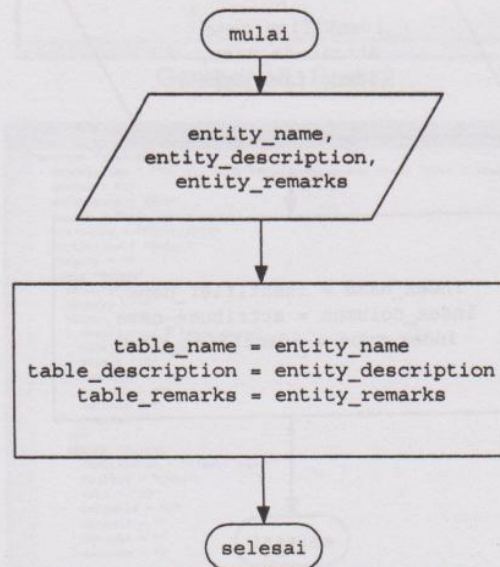 mulai
entity_name,
entity_description,
entity_remarks
table_name = entity_name
table_description = entity_description
table_remarks = entity_remarks
selesai